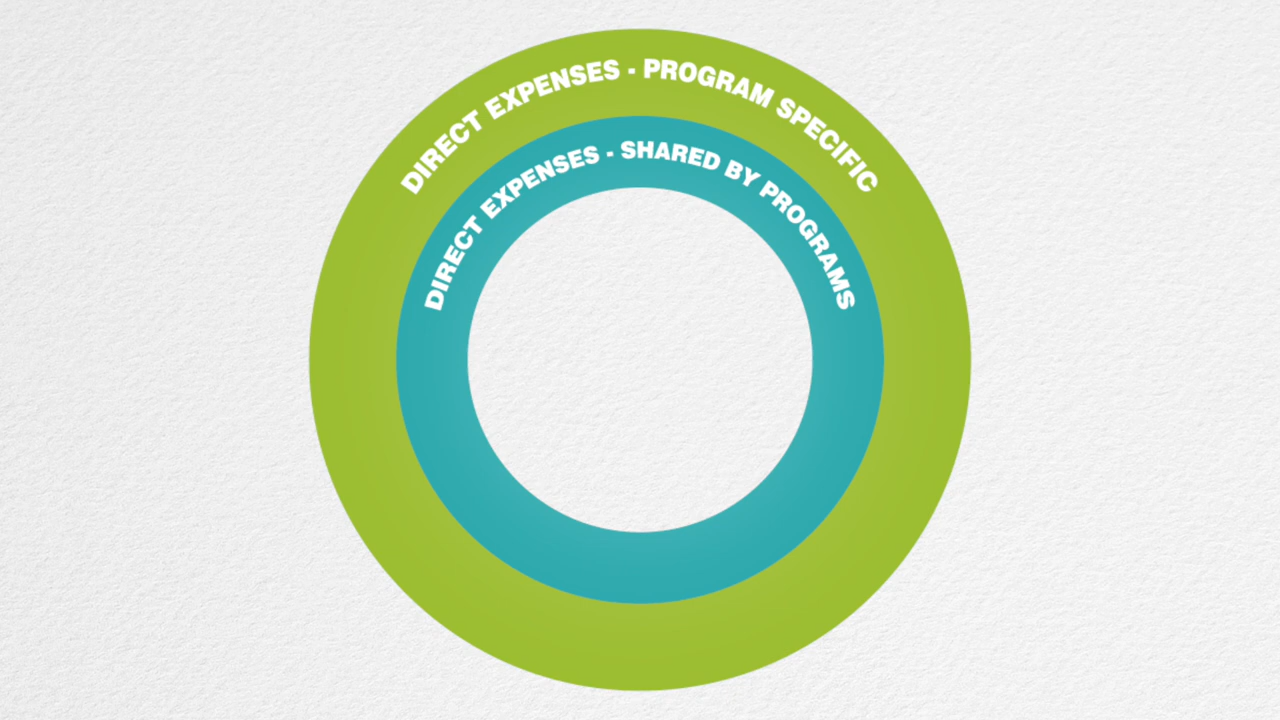 DIRECT EXPENSES - PROGRAM SPECIFIC
DIRECT EXPENSES - SHARED BY PROGRAMS